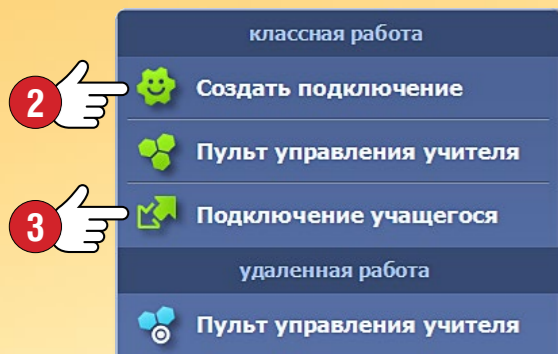 классная работа
2 Создать подключение
Пульт управления учителя
3 Подключение учащегося
удаленная работа
Пульт управления учителя